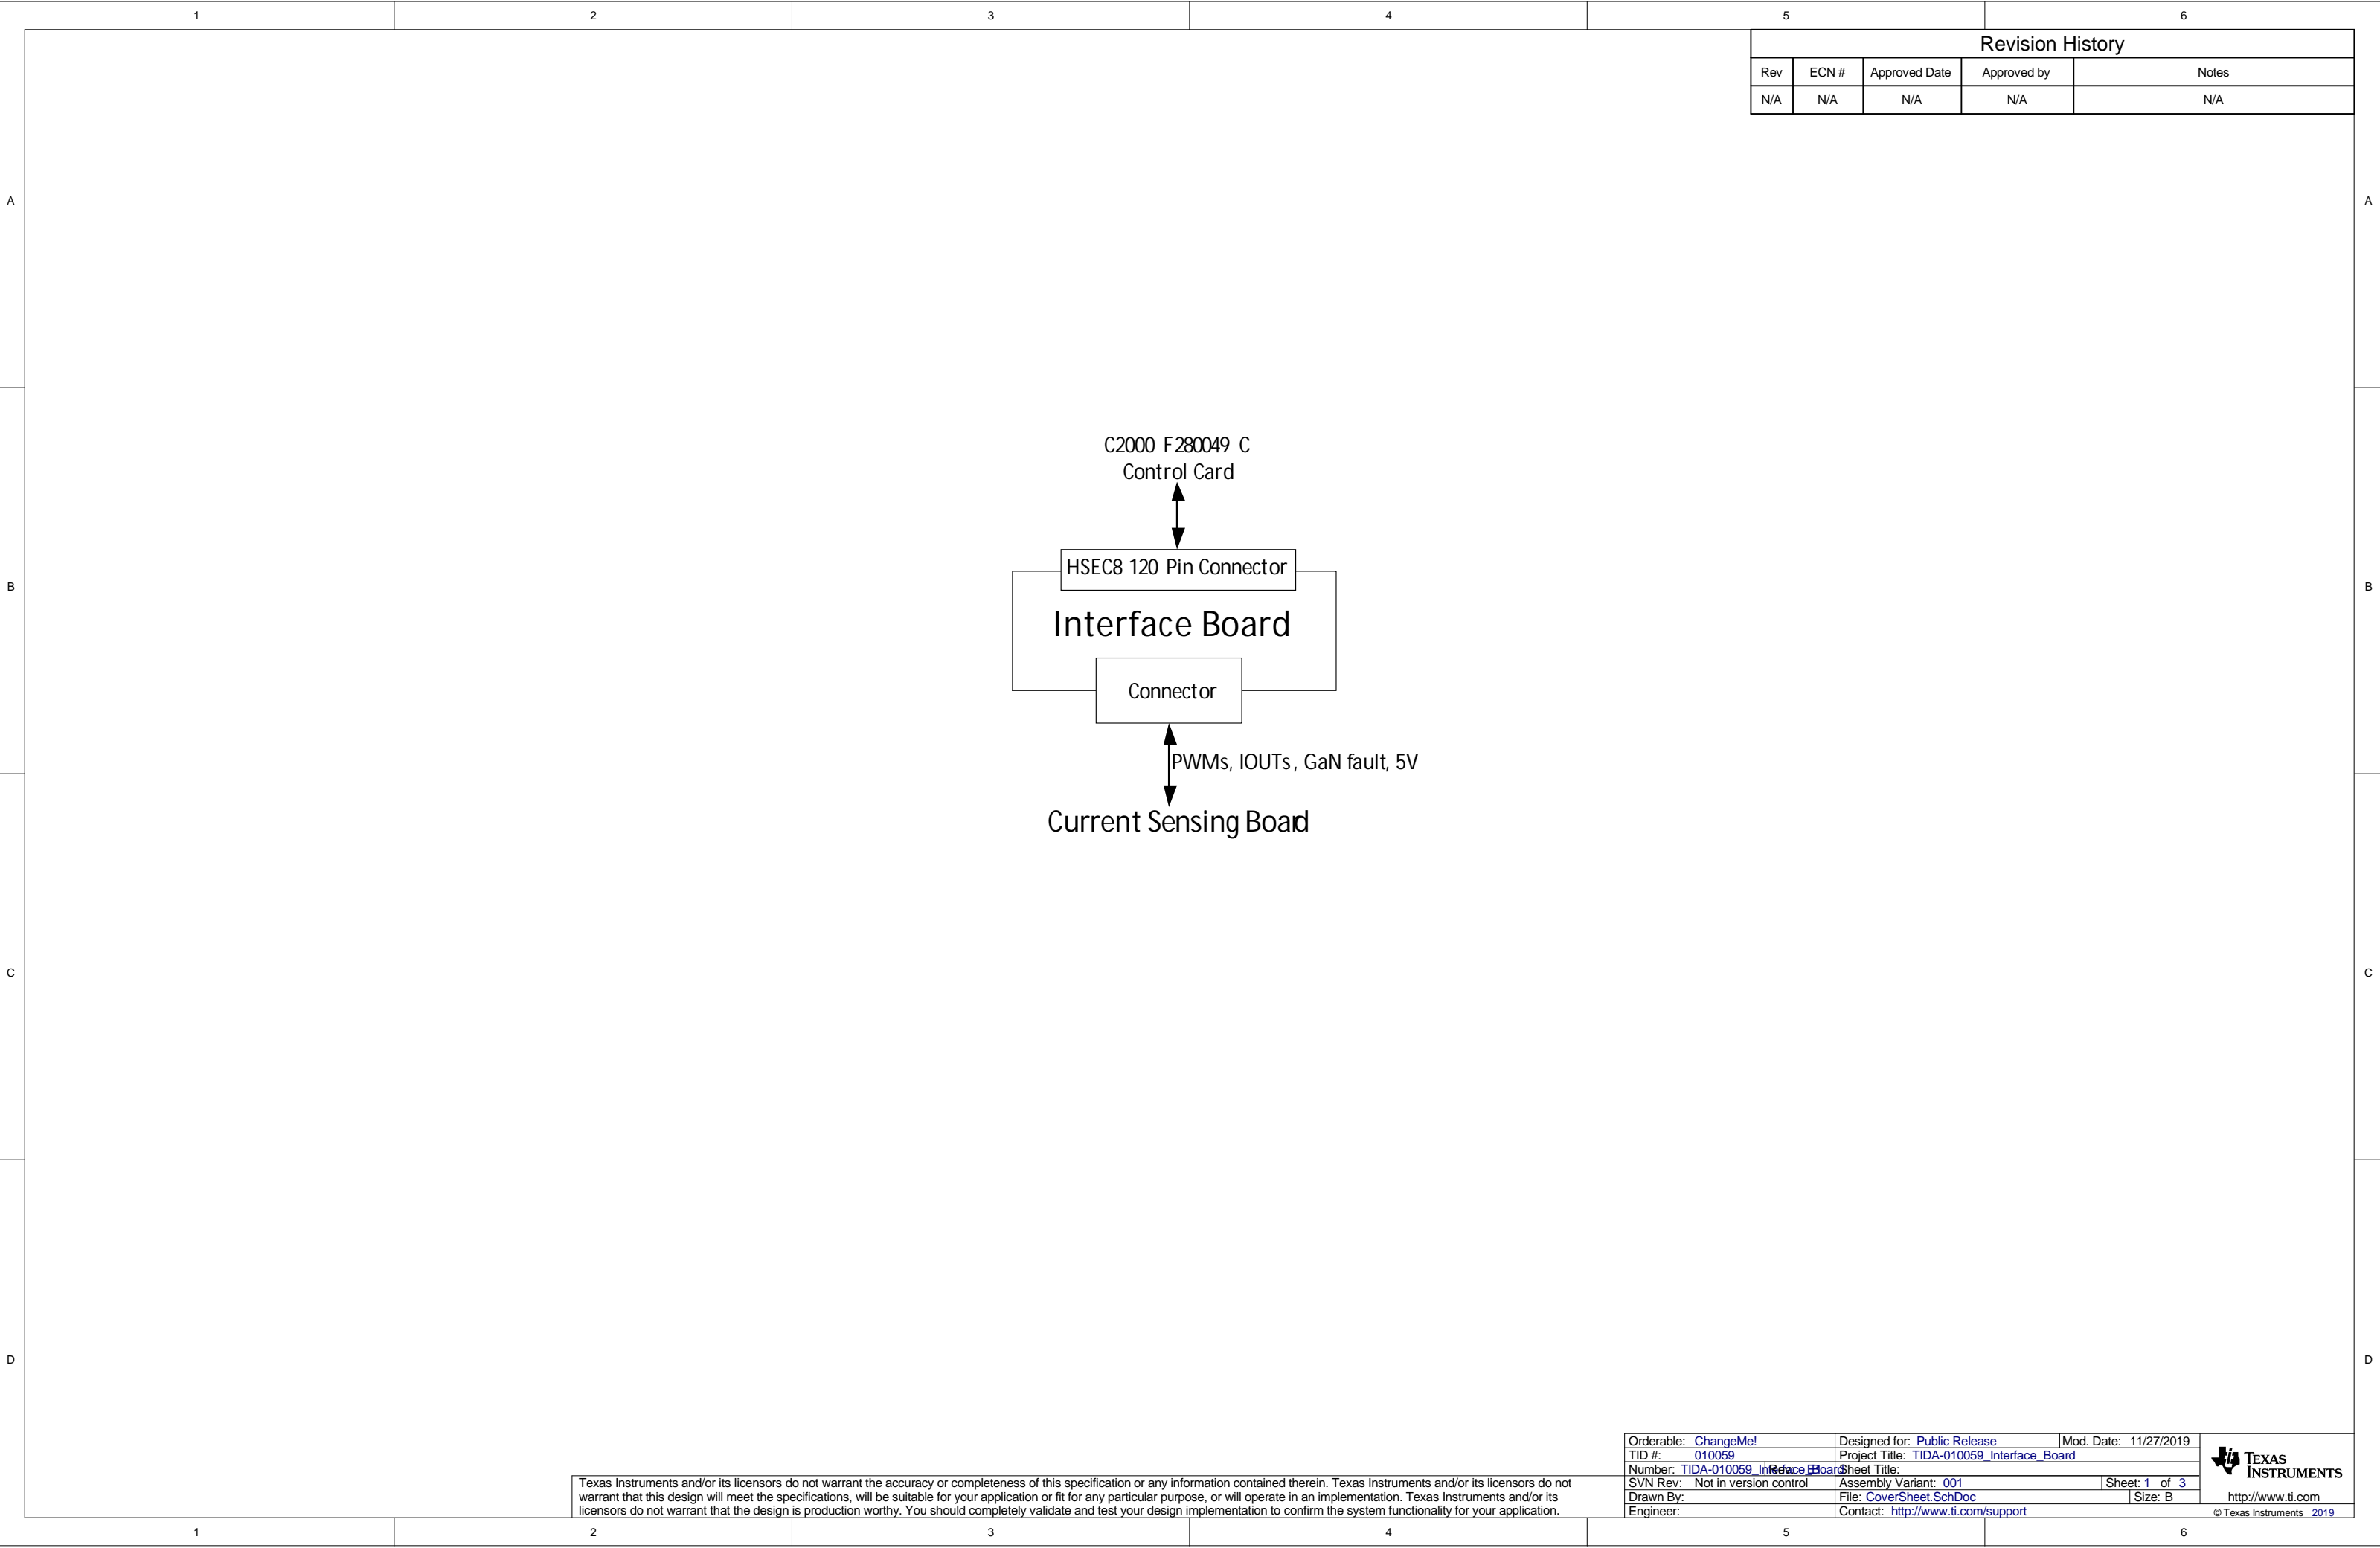 1 2 3 4 5 6
Revision History
Rev ECN # Approved Date Approved by Notes
N/A N/A N/A N/A N/A
A A
C2000 F280049 C
Control Card
HSEC8 120 Pin Connector
B B
Interface Board
Connector
PWMs, IOUTs, GaN fault, 5V
Current Sensing Board
C C
D D
Texas Instruments and/or its licensors do not warrant the accuracy or completeness of this specification or any information contained therein. Texas Instruments and/or its licensors do not
warrant that this design will meet the specifications, will be suitable for your application or fit for any particular purpose, or will operate in an implementation. Texas Instruments and/or its
licensors do not warrant that the design is production worthy. You should completely validate and test your design implementation to confirm the system functionality for your application.
Orderable: ChangeMe! Designed for: Public Release Mod. Date: 11/27/2019
TID #: 010059 Project Title: TIDA-010059_Interface_Board
Number: TIDA-010059_Interface_Board Rev: E1 Sheet Title:
SVN Rev: Not in version control Assembly Variant: 001 Sheet: 1 of 3
Drawn By: File: CoverSheet.SchDoc Size: B
Engineer: Contact: http://www.ti.com/support
TEXAS
INSTRUMENTS
http://www.ti.com
© Texas Instruments 2019
1 2 3 4 5 6